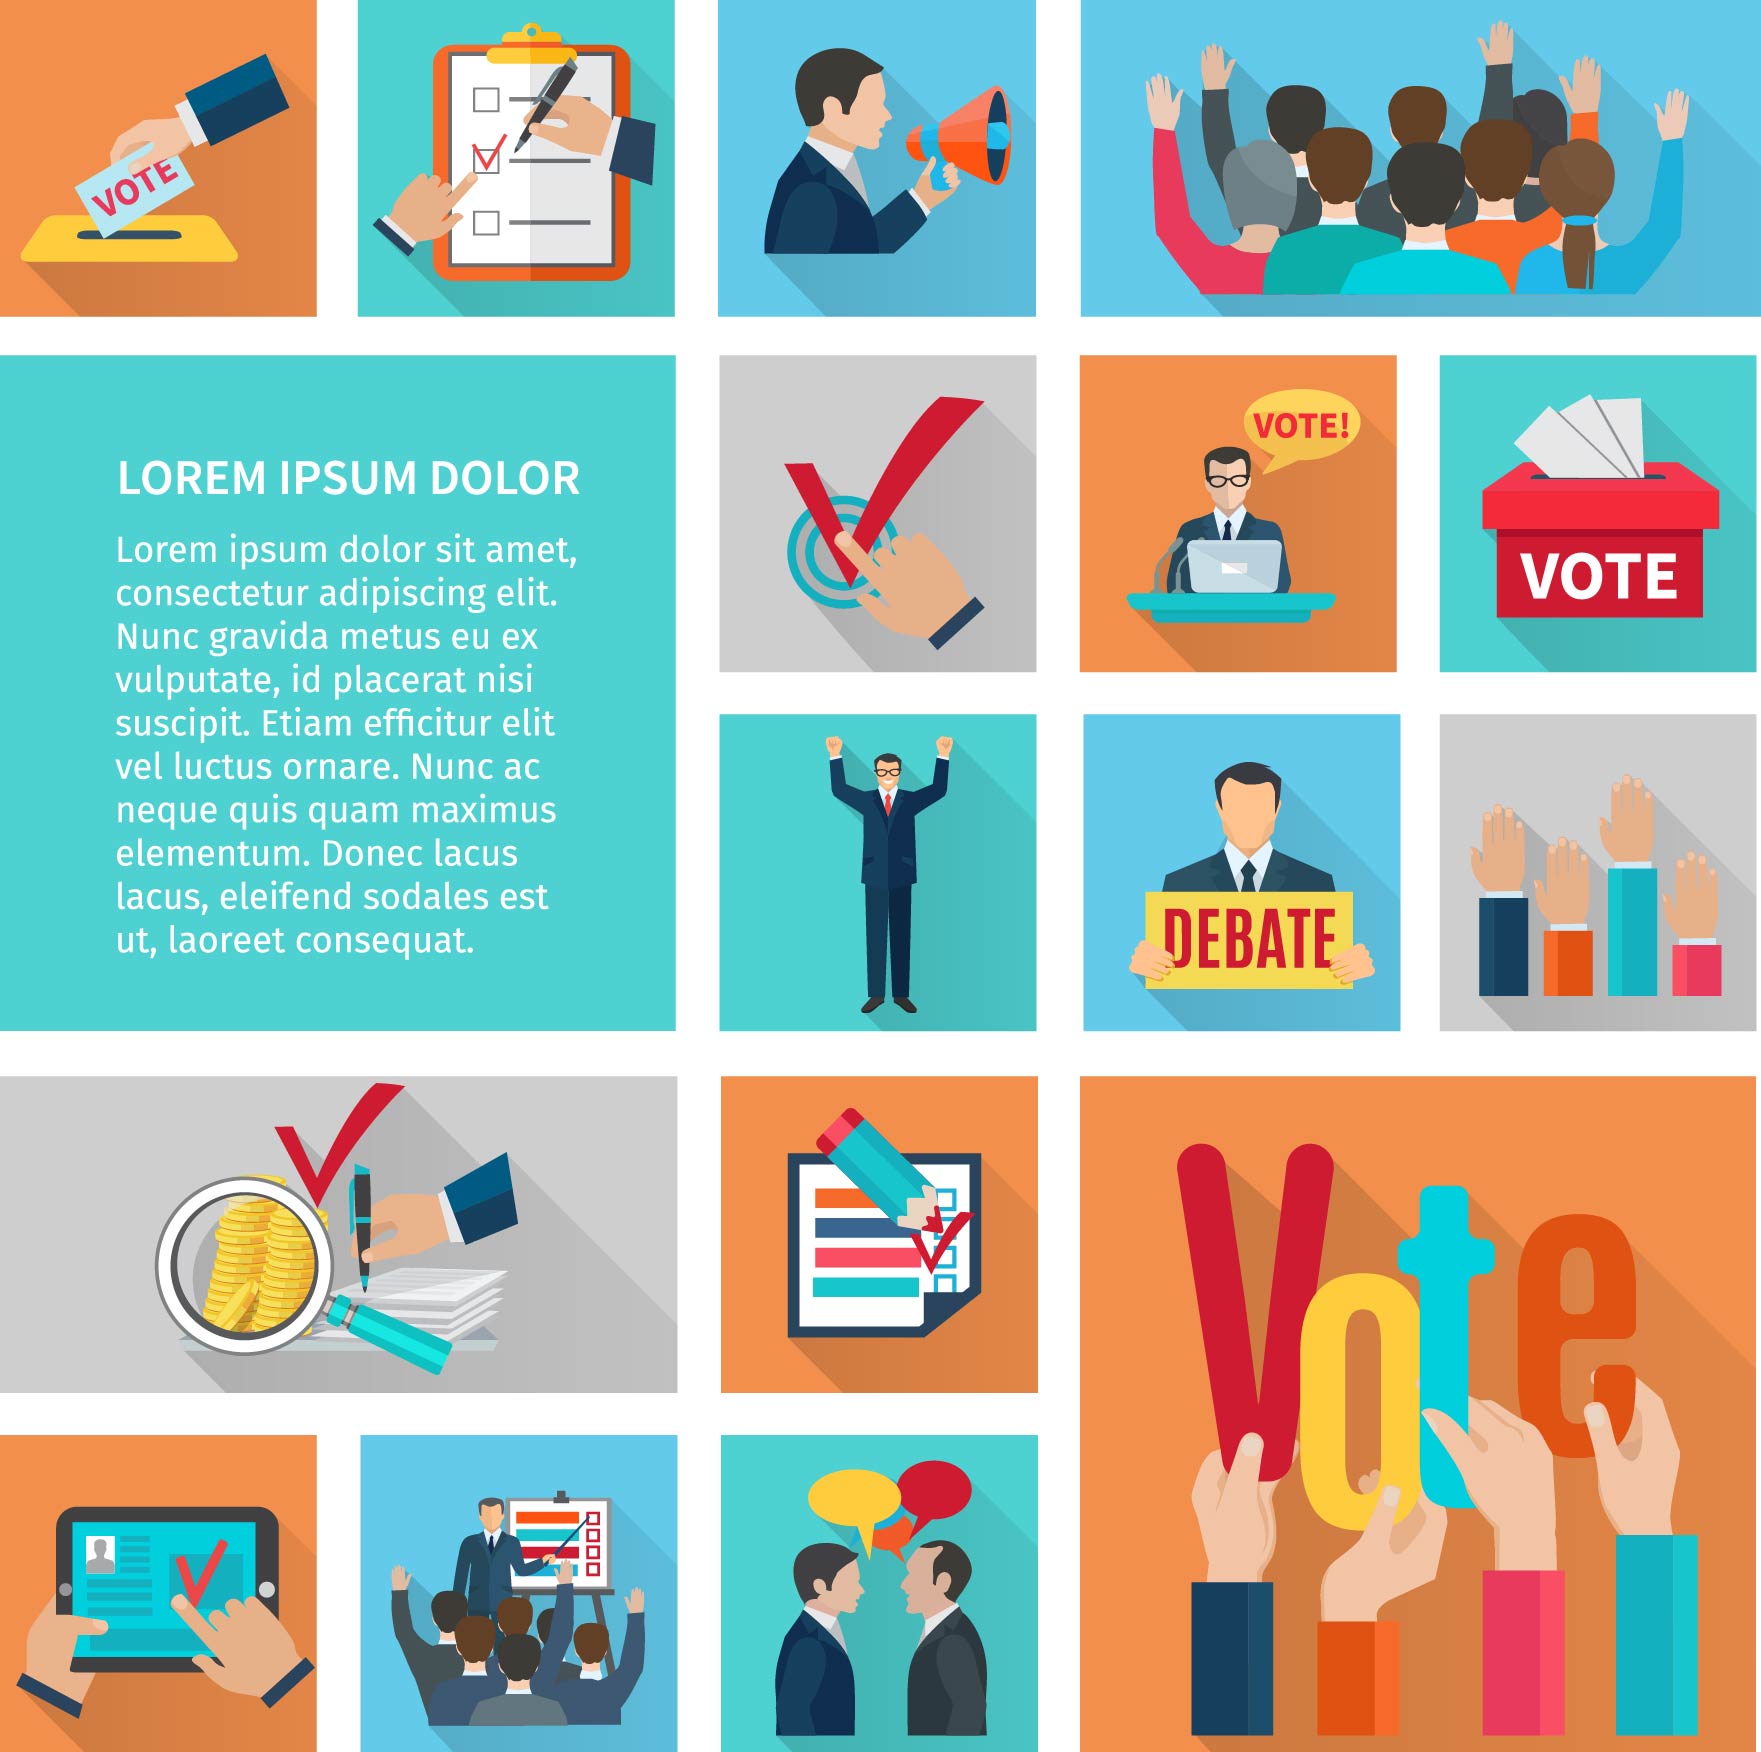 VOTE
LOREM IPSUM DOLOR
Lorem ipsum dolor sit amet,
consectetur adipiscing elit.
Nunc gravida metus eu ex
vulputate, id placerat nisi
suscipit. Etiam efficitur elit
vel luctus ornare. Nunc ac
neque quis quam maximus
elementum. Donec lacus
lacus, eleifend sodales est
ut, laoreet consequat.
VOTE!
VOTE
DEBATE
Vote